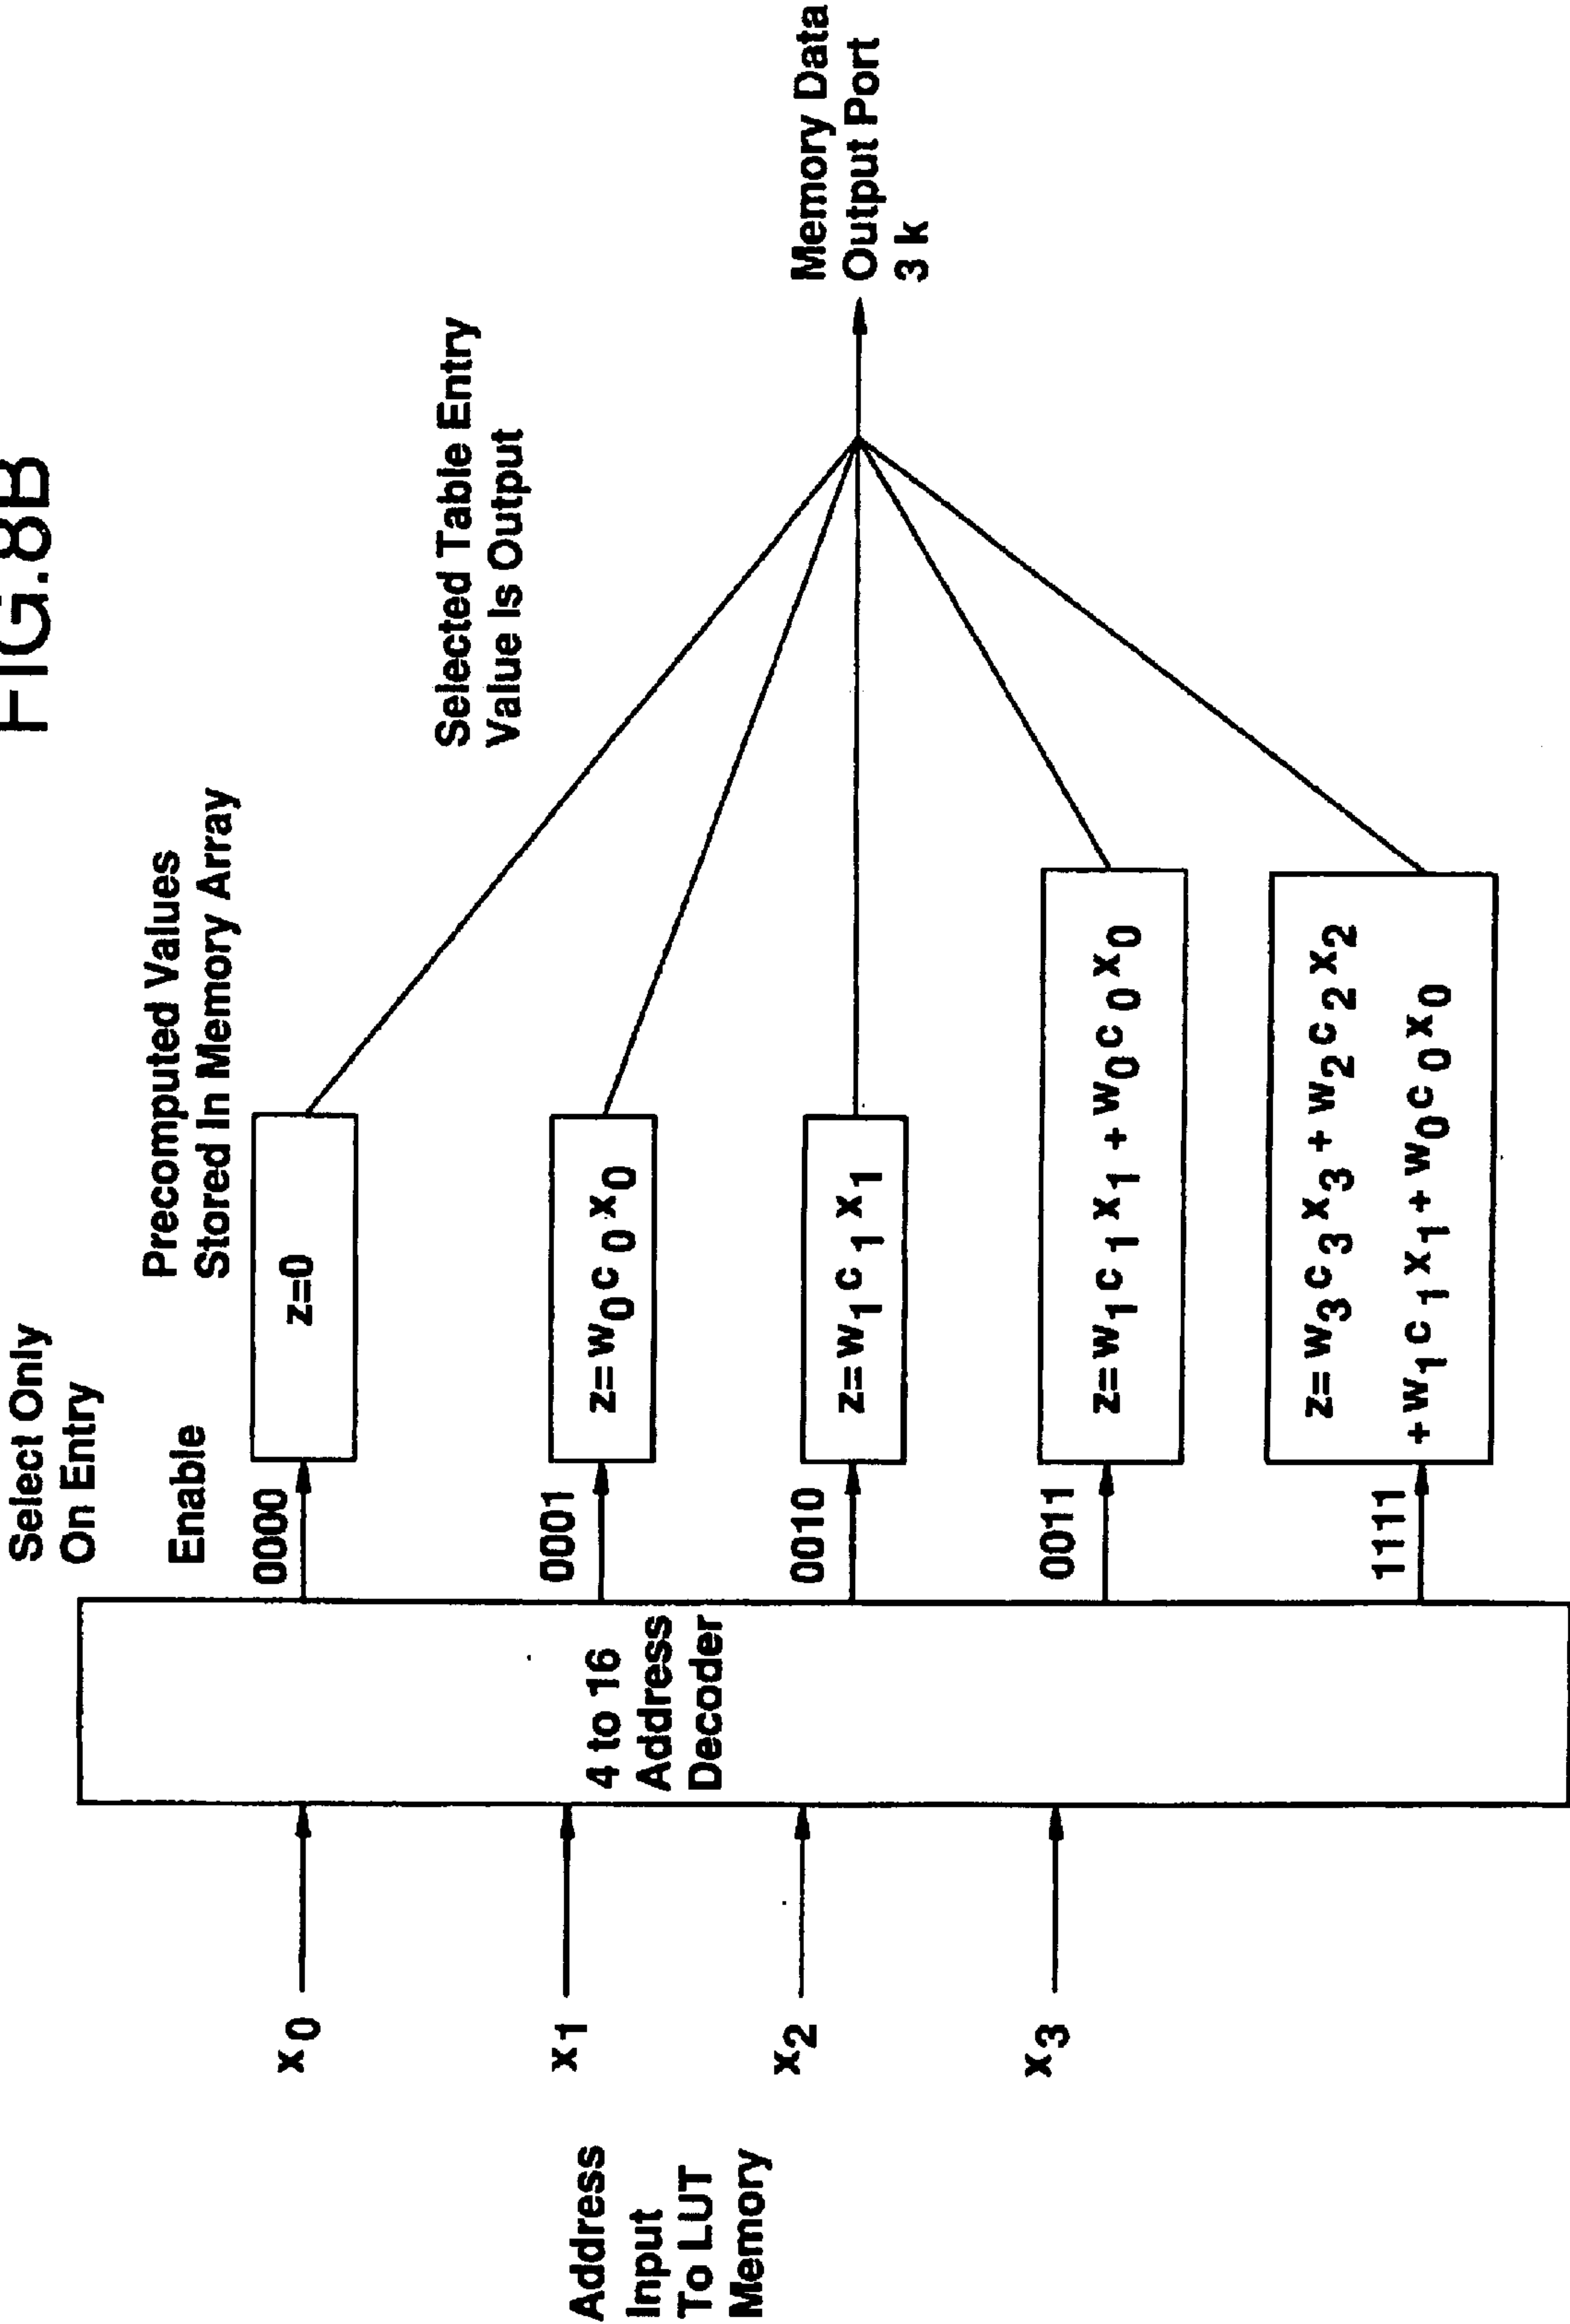 FIG.8B
Select Only
On Entry
Precomputed Values
Stored In Memory Array
Enable
Selected Table Entry
Value Is Output
Address
Input
To LUT
Memory
x0
x1
x2
x3
4 to 16
Address
Decoder
0000
z=0
0001
z=w0c0x0
0010
z=w1c1x1
0011
z=w1c1x1+w0c0x0
1111
z=w3c3x3+w2c2x2
+w1c1x1+w0c0x0
Memory Data
Output Port
3 k